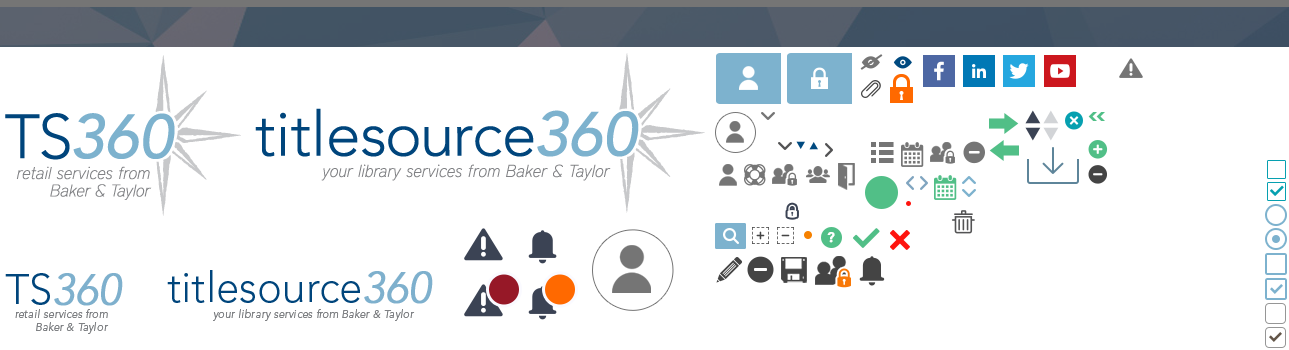 TS360
retail services from
Baker & Taylor
titlesource360
your library services from Baker & Taylor
TS360
retail services from
Baker & Taylor
titlesource360
your library services from Baker & Taylor
f
in
?